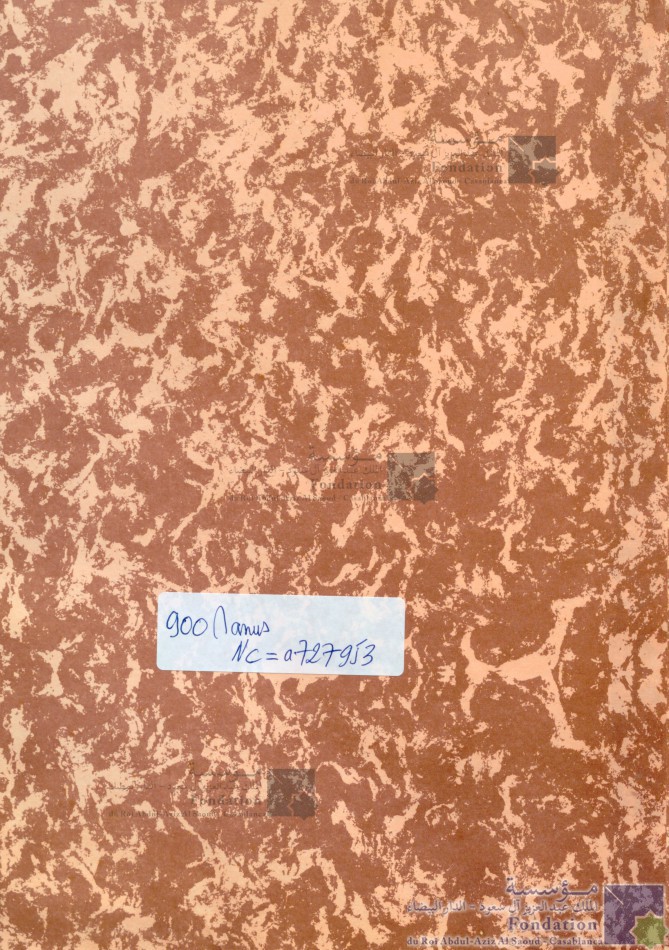 مؤسسة
الملك عبد العزيز آل سعود - الدار البيضاء
Fondation
du Roi Abdul-Aziz Al Saoud - Casablanca
900 Manus
Nc = a727953